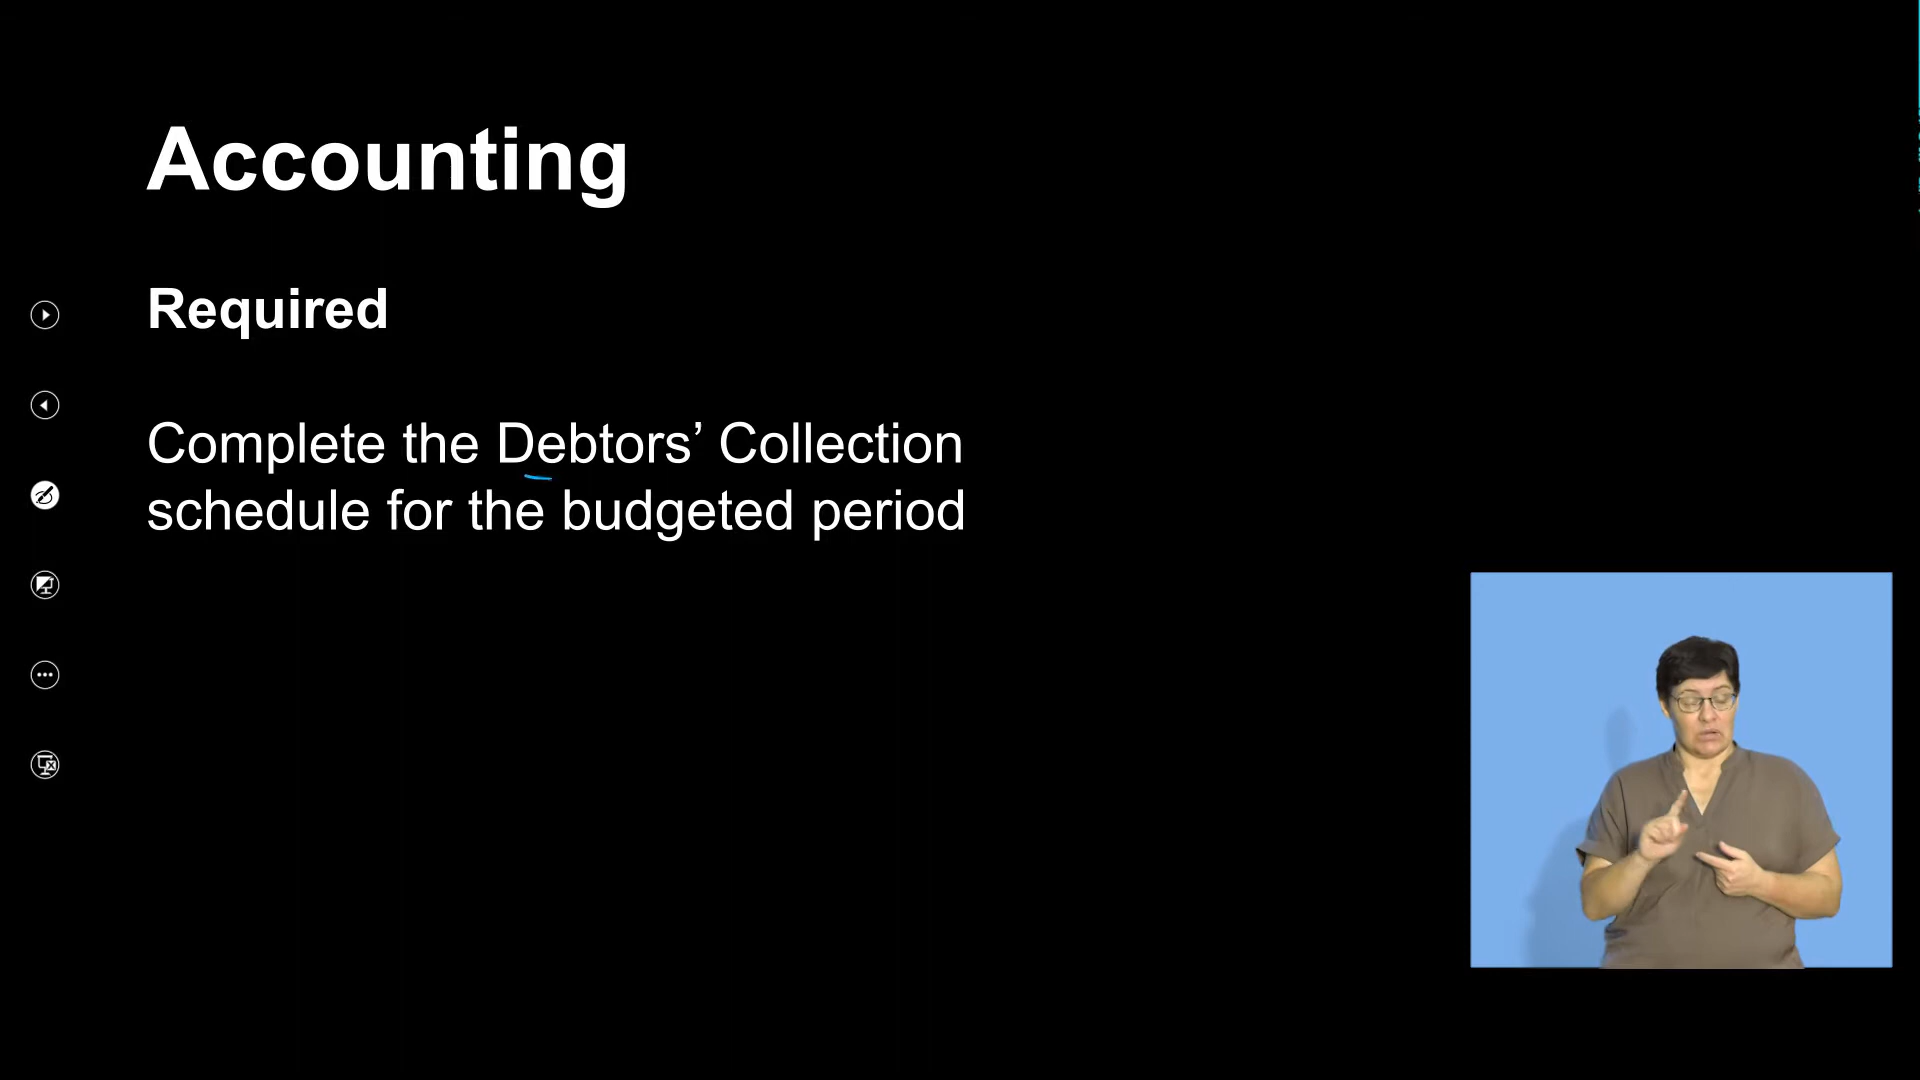 Accounting
Required
Complete the Debtors’ Collection
schedule for the budgeted period